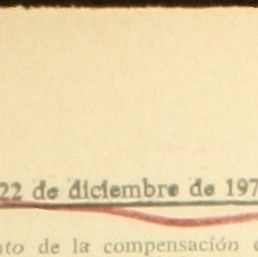 22 de diciembre de 197
to de la compensación